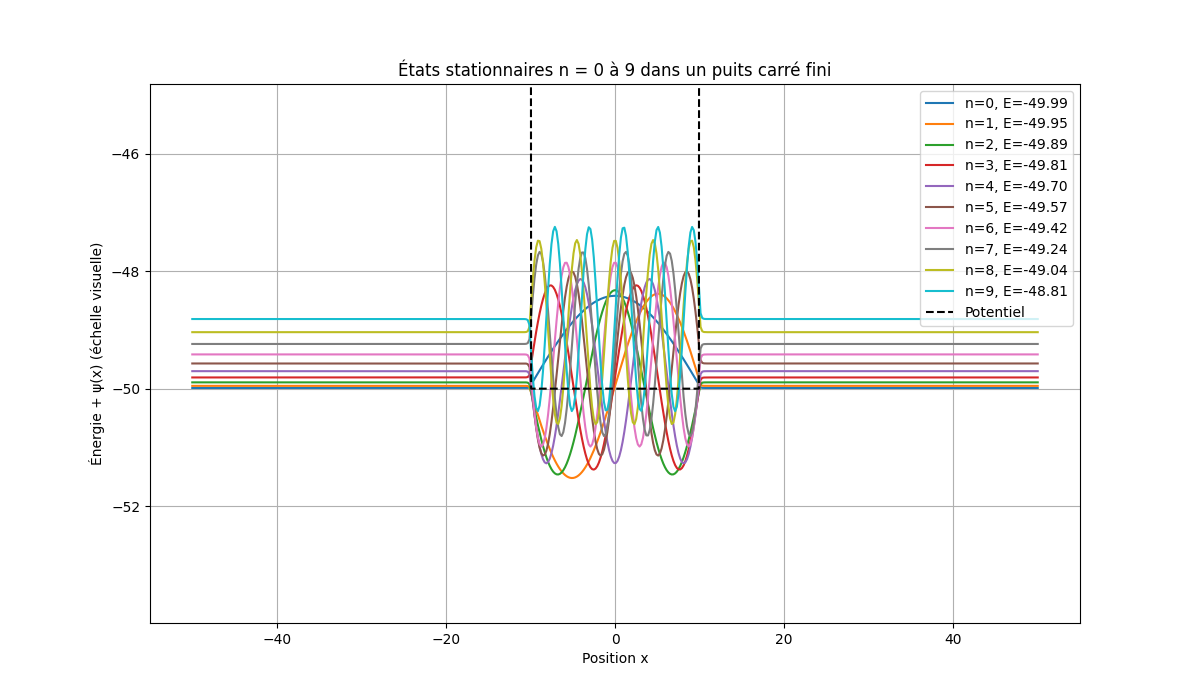 États stationnaires n = 0 à 9 dans un puits carré fini
n=0, E=-49.99
n=1, E=-49.95
n=2, E=-49.89
n=3, E=-49.81
n=4, E=-49.70
n=5, E=-49.57
n=6, E=-49.42
n=7, E=-49.24
n=8, E=-49.04
n=9, E=-48.81
Potentiel
Énergie + ψ(x) (échelle visuelle)
−46
−48
−50
−52
−40
−20
0
20
40
Position x